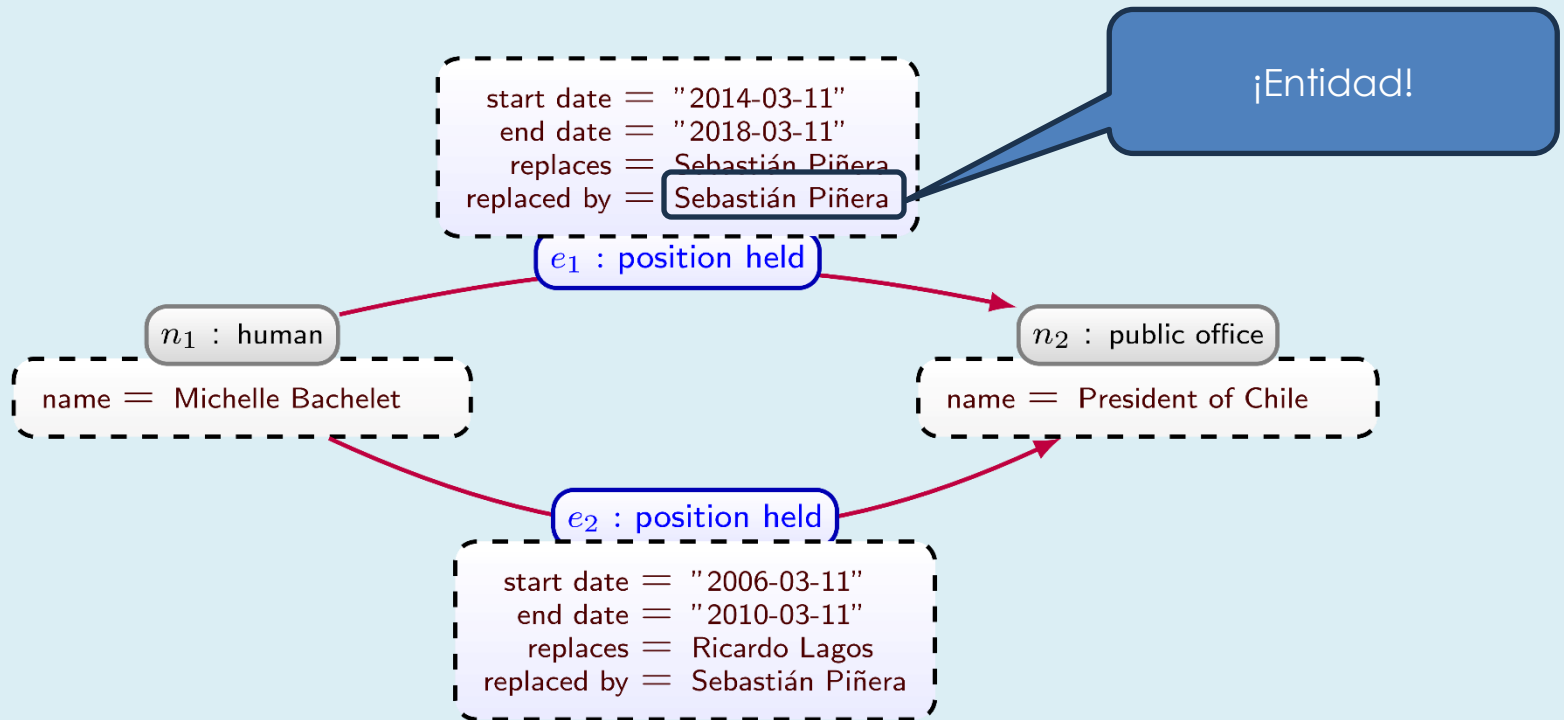 ¡Entidad!
start date = "2014-03-11"
end date = "2018-03-11"
replaces = Sebastián Piñera
replaced by = Sebastián Piñera
e₁ : position held
n₁ : human
name = Michelle Bachelet
n₂ : public office
name = President of Chile
e₂ : position held
start date = "2006-03-11"
end date = "2010-03-11"
replaces = Ricardo Lagos
replaced by = Sebastián Piñera